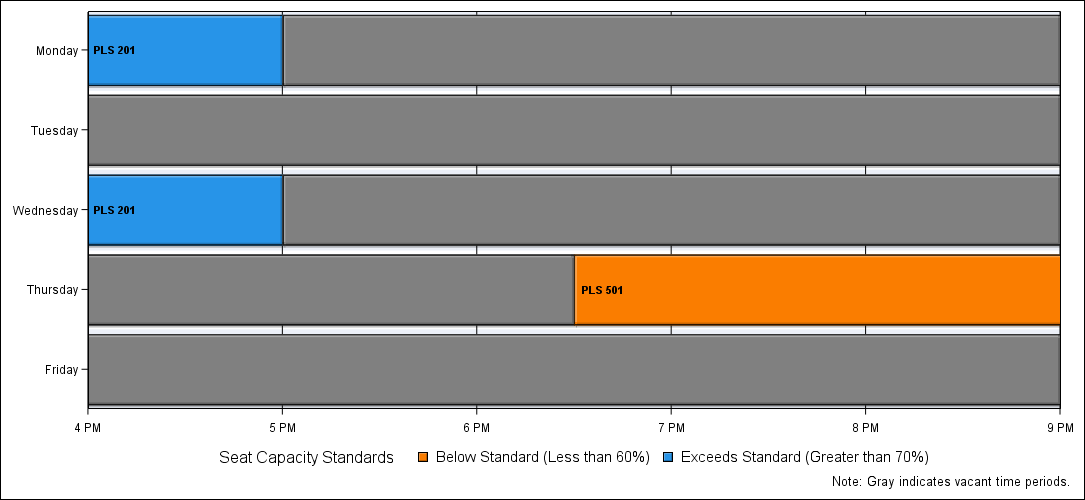 Monday
PLS 201
Tuesday
Wednesday
PLS 201
Thursday
PLS 501
Friday
4 PM 5 PM 6 PM 7 PM 8 PM 9 PM
Seat Capacity Standards Below Standard (Less than 60%) Exceeds Standard (Greater than 70%)
Note: Gray indicates vacant time periods.